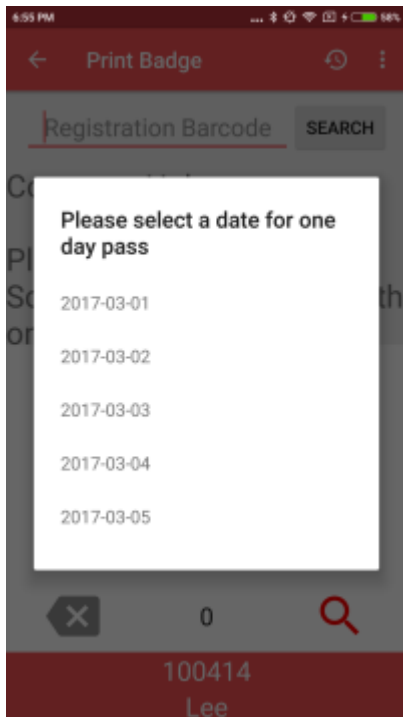 6:55 PM
... 58%
Print Badge
Registration Barcode SEARCH
Please select a date for one
day pass
2017-03-01
2017-03-02
2017-03-03
2017-03-04
2017-03-05
0
100414
Lee